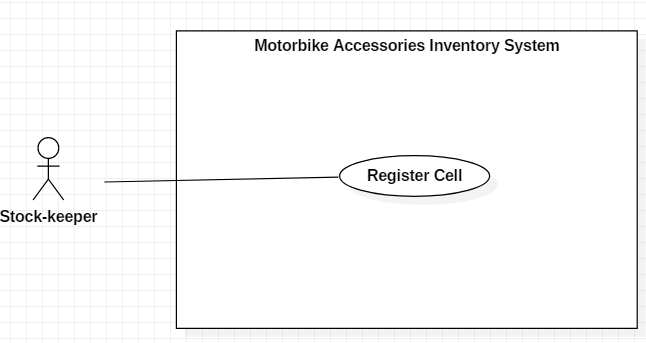 Motorbike Accessories Inventory System
Register Cell
Stock-keeper